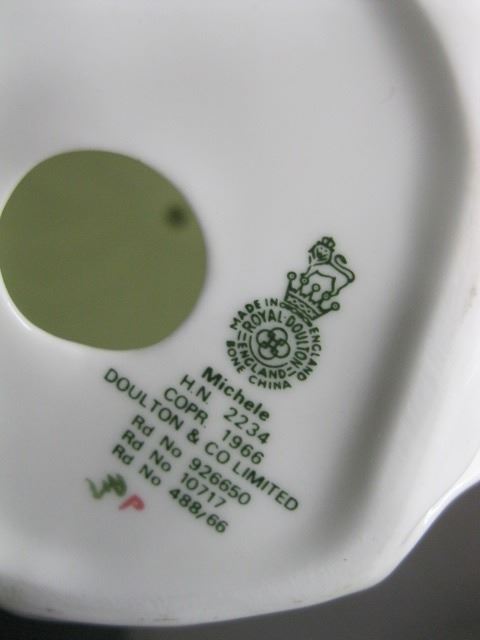 MADE IN ENGLAND
ROYAL·DOULTON
ENGLAND
BONE CHINA
Michele
H.N. 2234
COPR. 1966
DOULTON & CO LIMITED
Rd No 926650
Rd No 10717
Rd No 488/66
P